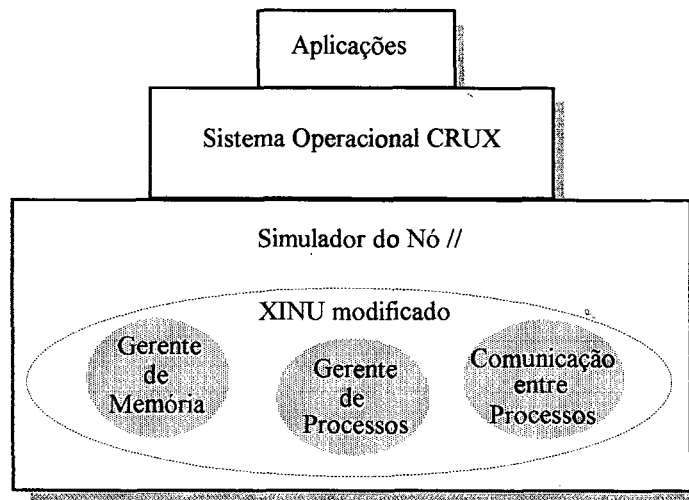 Aplicações
Sistema Operacional CRUX
Simulador do Nó //
XINU modificado
Gerente
de
Memória
Gerente
de
Processos
Comunicação
entre
Processos